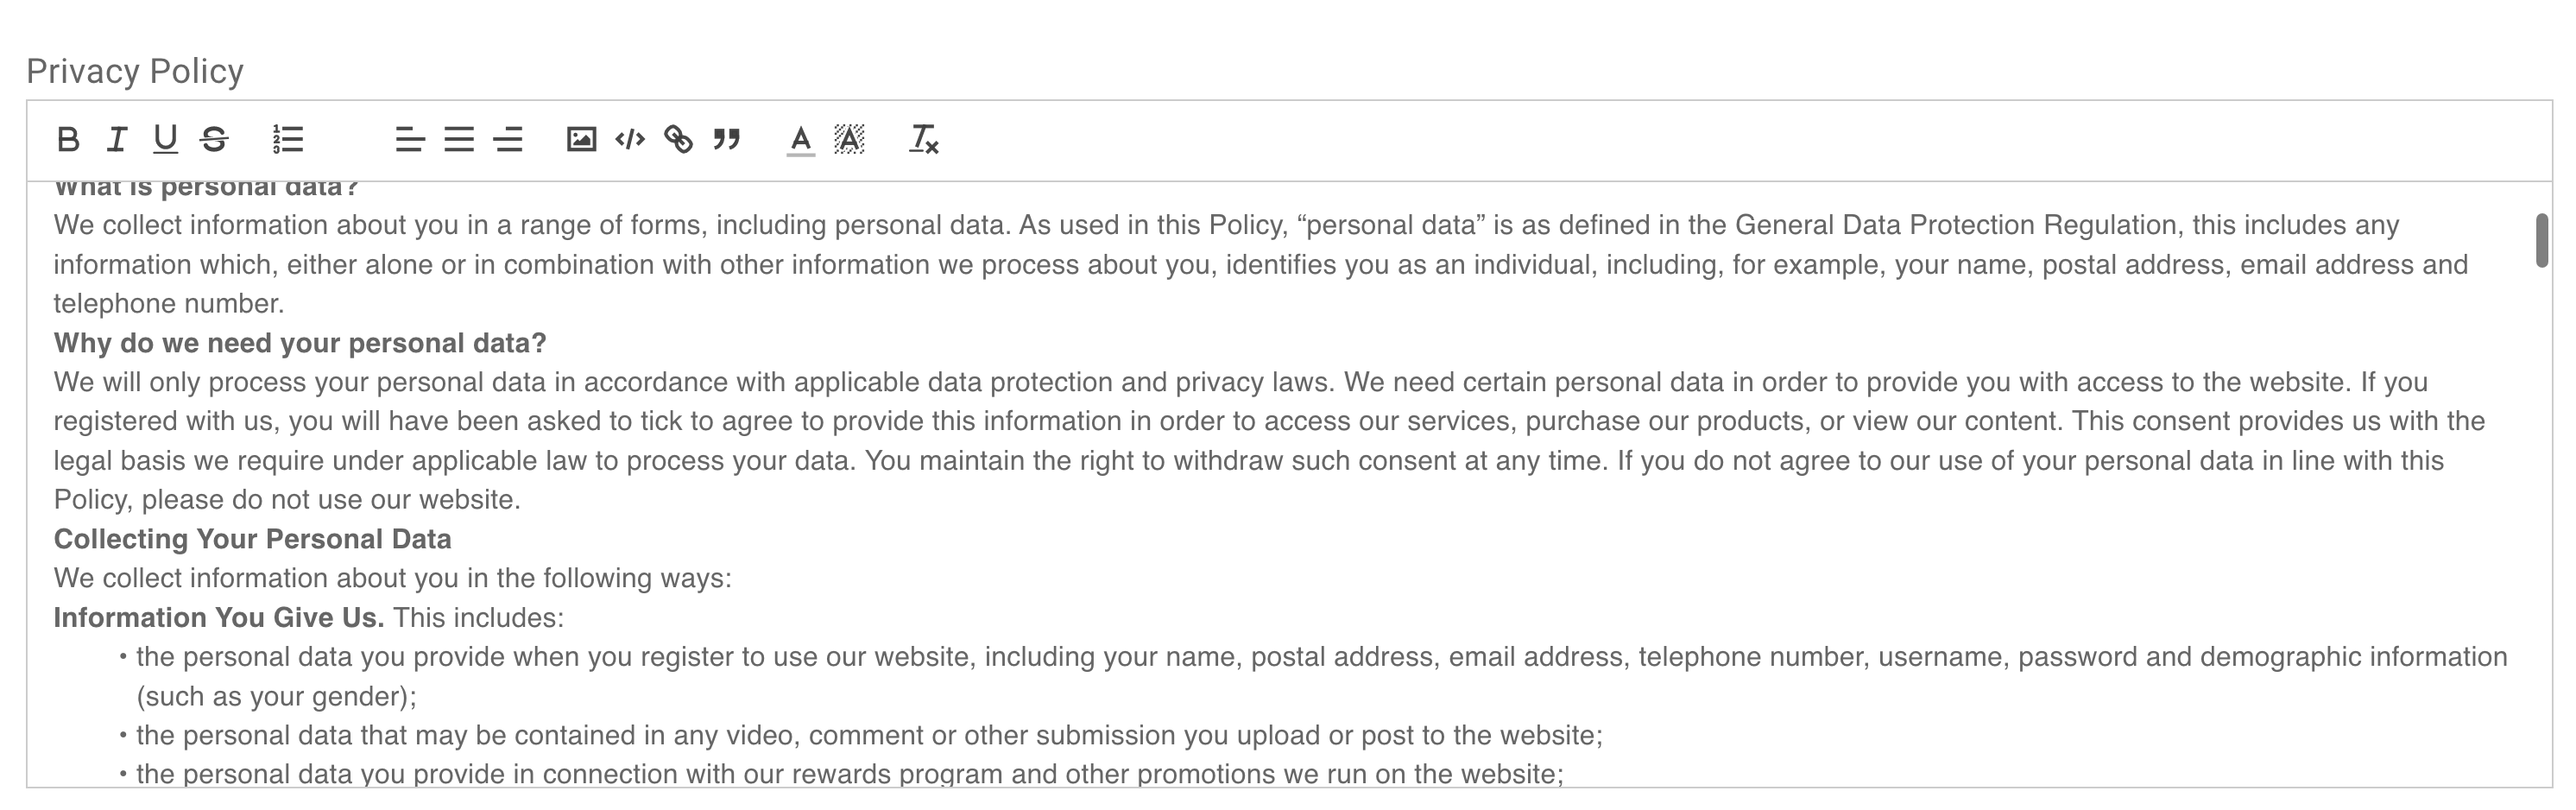 Privacy Policy
What is personal data?
We collect information about you in a range of forms, including personal data. As used in this Policy, “personal data” is as defined in the General Data Protection Regulation, this includes any
information which, either alone or in combination with other information we process about you, identifies you as an individual, including, for example, your name, postal address, email address and
telephone number.
Why do we need your personal data?
We will only process your personal data in accordance with applicable data protection and privacy laws. We need certain personal data in order to provide you with access to the website. If you
registered with us, you will have been asked to tick to agree to provide this information in order to access our services, purchase our products, or view our content. This consent provides us with the
legal basis we require under applicable law to process your data. You maintain the right to withdraw such consent at any time. If you do not agree to our use of your personal data in line with this
Policy, please do not use our website.
Collecting Your Personal Data
We collect information about you in the following ways:
Information You Give Us. This includes:
• the personal data you provide when you register to use our website, including your name, postal address, email address, telephone number, username, password and demographic information
(such as your gender);
• the personal data that may be contained in any video, comment or other submission you upload or post to the website;
• the personal data you provide in connection with our rewards program and other promotions we run on the website;